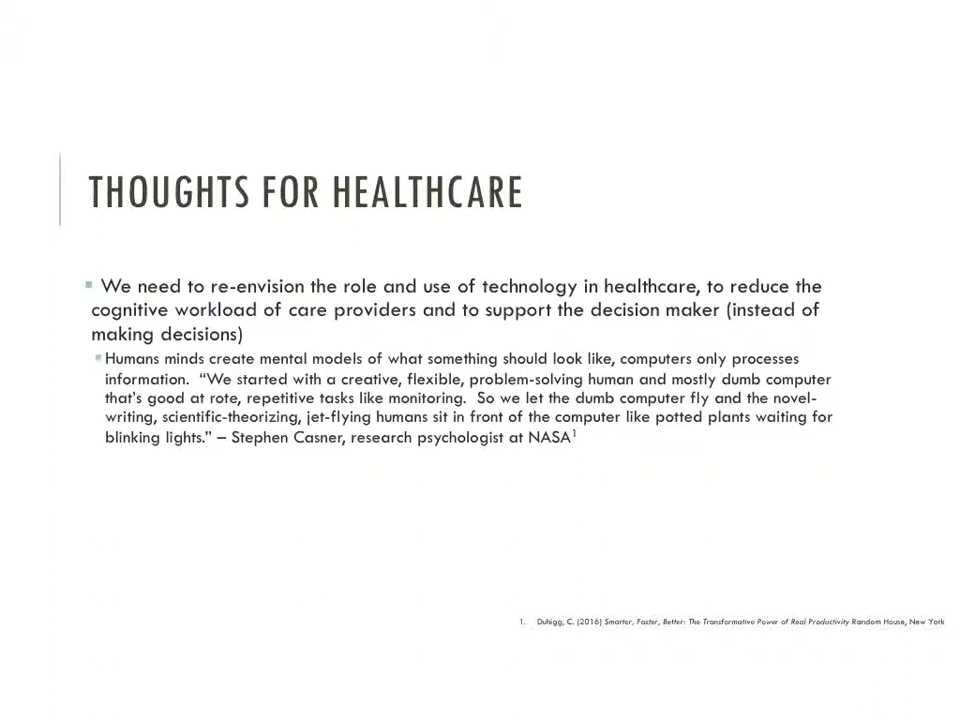 THOUGHTS FOR HEALTHCARE
We need to re-envision the role and use of technology in healthcare, to reduce the
cognitive workload of care providers and to support the decision maker (instead of
making decisions)
Humans minds create mental models of what something should look like, computers only processes
information. “We started with a creative, flexible, problem-solving human and mostly dumb computer
that's good at rote, repetitive tasks like monitoring. So we let the dumb computer fly and the novel-
writing, scientific-theorizing, jet-flying humans sit in front of the computer like potted plants waiting for
blinking lights.” – Stephen Casner, research psychologist at NASA¹
1. Duhigg, C. (2016) Smarter, Faster, Better: The Transformative Power of Real Productivity Random House, New York